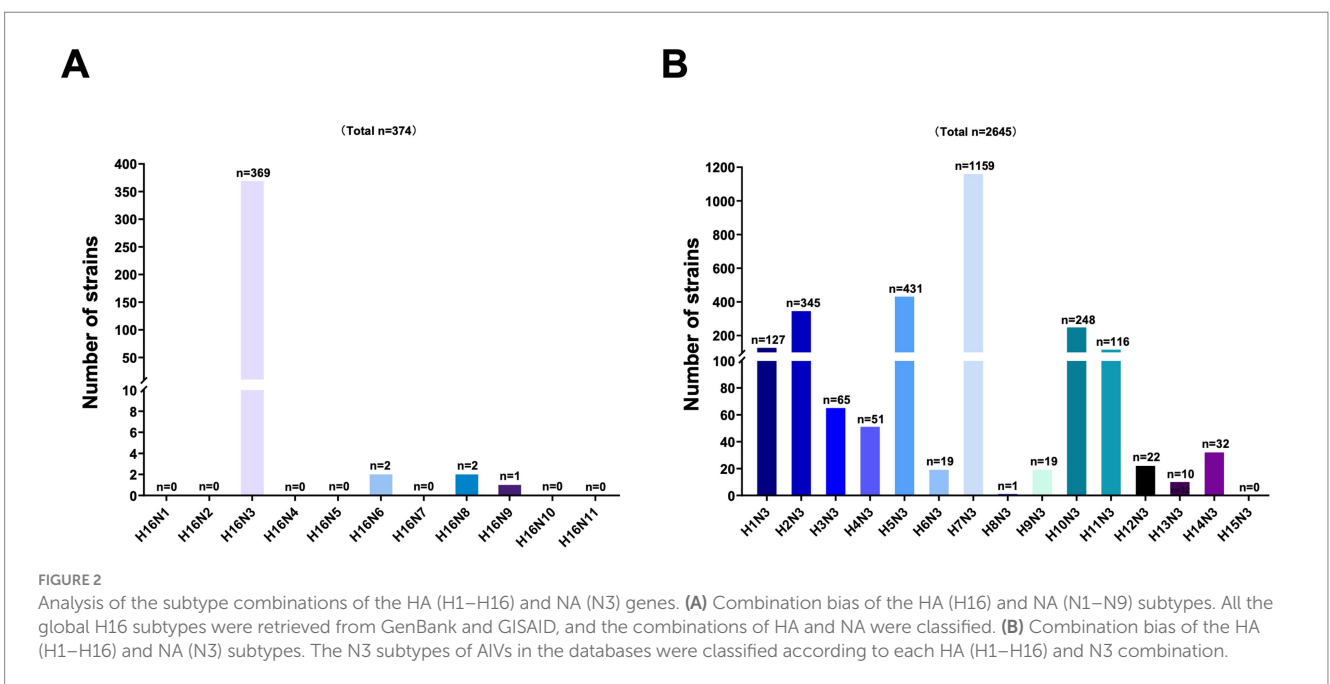 A
（Total n=374）
Number of strains
400
350
300
250
200
150
100
50
10
8
6
4
2
0
n=0
n=0
n=369
n=0
n=0
n=2
n=0
n=2
n=1
n=0
n=0
H16N1
H16N2
H16N3
H16N4
H16N5
H16N6
H16N7
H16N8
H16N9
H16N10
H16N11
B
（Total n=2645）
Number of strains
1200
1000
800
600
400
200
100
80
60
40
20
0
n=127
n=345
n=65
n=51
n=431
n=19
n=1159
n=1
n=19
n=248
n=116
n=22
n=10
n=32
n=0
H1N3
H2N3
H3N3
H4N3
H5N3
H6N3
H7N3
H8N3
H9N3
H10N3
H11N3
H12N3
H13N3
H14N3
H15N3
FIGURE 2
Analysis of the subtype combinations of the HA (H1–H16) and NA (N3) genes. (A) Combination bias of the HA (H16) and NA (N1–N9) subtypes. All the
global H16 subtypes were retrieved from GenBank and GISAID, and the combinations of HA and NA were classified. (B) Combination bias of the HA
(H1–H16) and NA (N3) subtypes. The N3 subtypes of AIVs in the databases were classified according to each HA (H1–H16) and N3 combination.